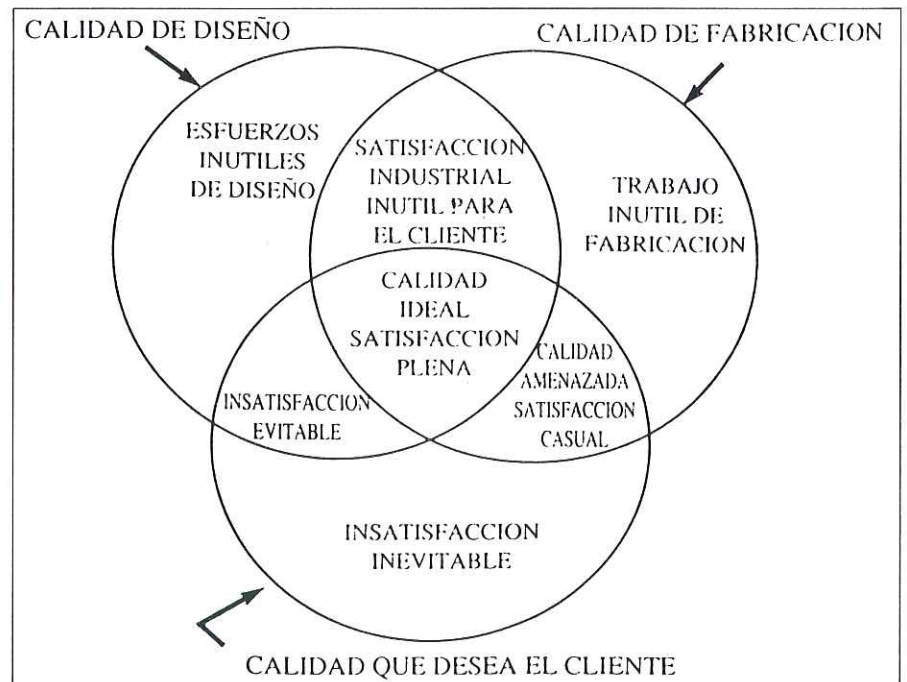 CALIDAD DE DISEÑO
CALIDAD DE FABRICACION
ESFUERZOS
INUTILES
DE DISEÑO
SATISFACCION
INDUSTRIAL
INUTIL PARA
EL CLIENTE
TRABAJO
INUTIL DE
FABRICACION
CALIDAD
IDEAL
SATISFACCION
PLENA
INSATISFACCION
EVITABLE
CALIDAD
AMENAZADA
SATISFACCION
CASUAL
INSATISFACCION
INEVITABLE
CALIDAD QUE DESEA EL CLIENTE